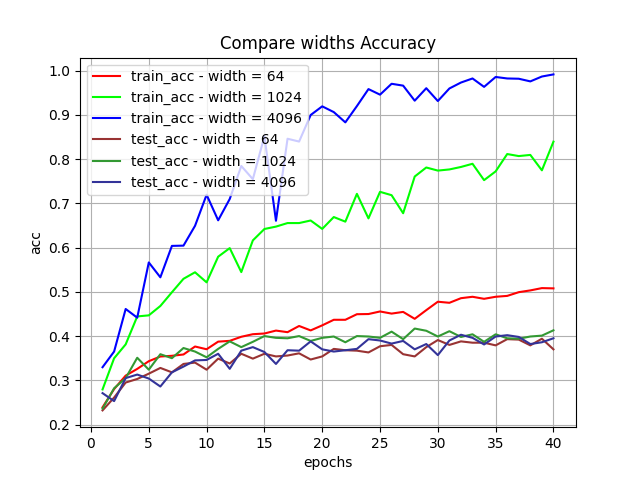 Compare widths Accuracy
train_acc - width = 64
train_acc - width = 1024
train_acc - width = 4096
test_acc - width = 64
test_acc - width = 1024
test_acc - width = 4096
acc
1.0
0.9
0.8
0.7
0.6
0.5
0.4
0.3
0.2
0 5 10 15 20 25 30 35 40
epochs